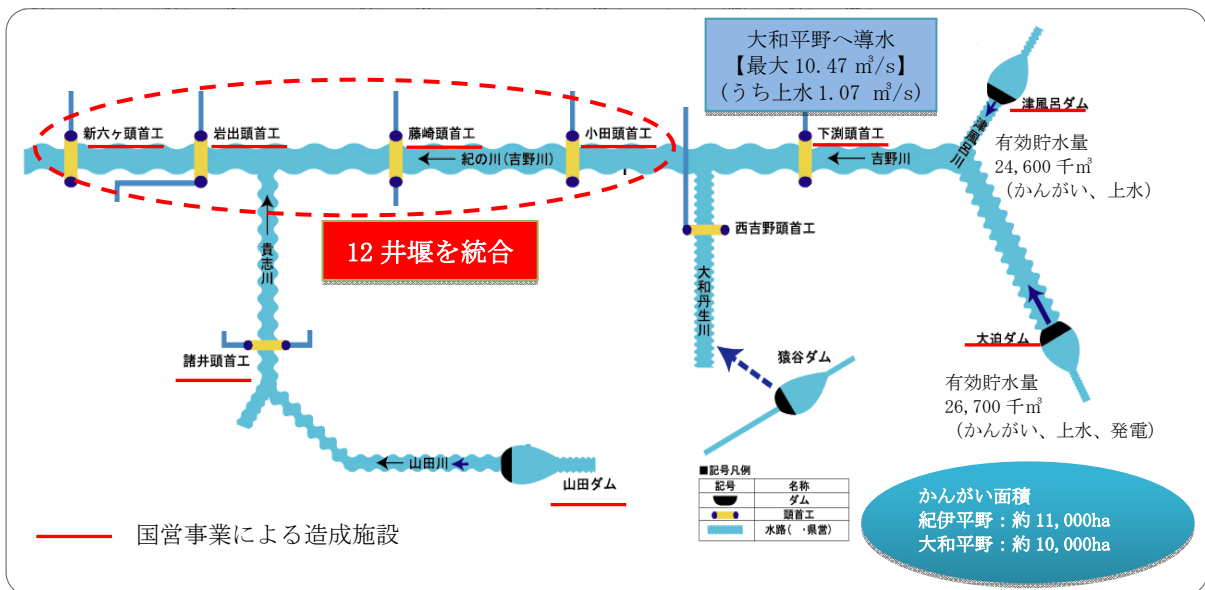 大和平野へ導水
【最大 10.47 ㎥/s】
(うち上水 1.07 ㎥/s)
津風呂ダム
津風呂川
有効貯水量
24,600 千㎥
(かんがい、上水)
新六ヶ頭首工
岩出頭首工
藤崎頭首工
小田頭首工
下渕頭首工
紀の川(吉野川)
吉野川
12 井堰を統合
貴志川
西吉野頭首工
大和丹生川
諸井頭首工
猿谷ダム
大迫ダム
有効貯水量
26,700 千㎥
(かんがい、上水、発電)
山田川
山田ダム
■記号凡例
記号 名称
ダム
頭首工
水路( ・県営)
かんがい面積
紀伊平野：約 11,000ha
大和平野：約 10,000ha
国営事業による造成施設